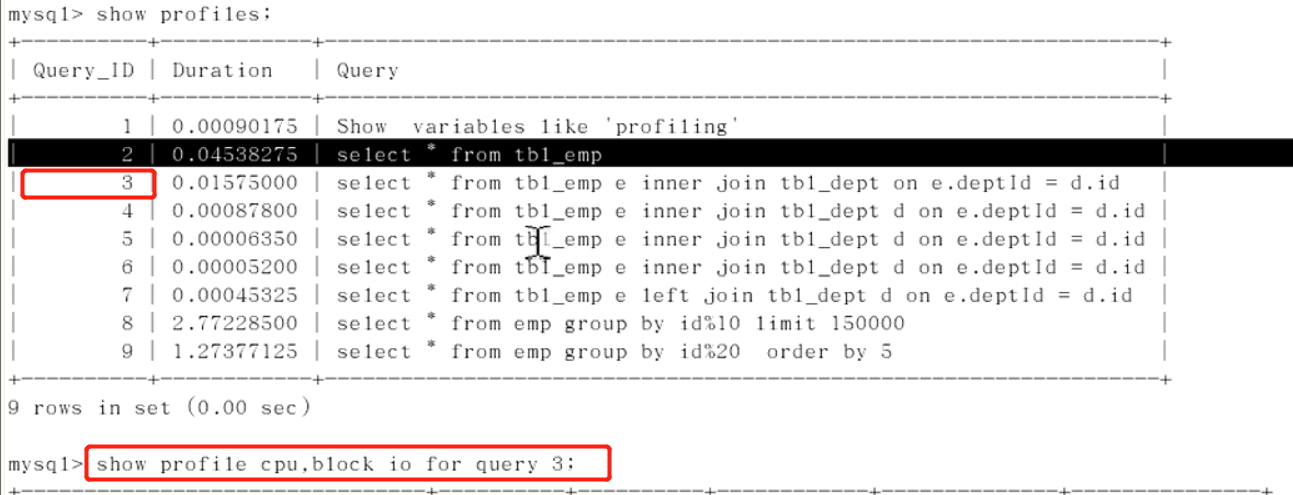 mysql> show profiles;
| Query_ID | Duration | Query |
| 1 | 0.00090175 | Show variables like 'profiling' |
| 2 | 0.04538275 | select * from tbl_emp |
| 3 | 0.01575000 | select * from tbl_emp e inner join tbl_dept on e.deptId = d.id |
| 4 | 0.00087800 | select * from tbl_emp e inner join tbl_dept d on e.deptId = d.id |
| 5 | 0.00006350 | select * from tbl_emp e inner join tbl_dept d on e.deptId = d.id |
| 6 | 0.00005200 | select * from tbl_emp e inner join tbl_dept d on e.deptId = d.id |
| 7 | 0.00045325 | select * from tbl_emp e left join tbl_dept d on e.deptId = d.id |
| 8 | 2.77228500 | select * from emp group by id%10 limit 150000 |
| 9 | 1.27377125 | select * from emp group by id%20 order by 5 |
9 rows in set (0.00 sec)
mysql> show profile cpu,block io for query 3;